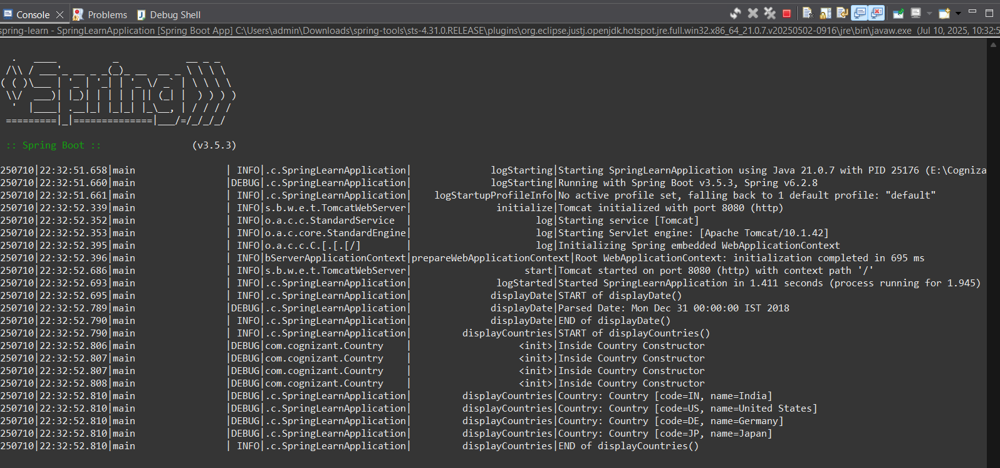 Console Problems Debug Shell
spring-learn - SpringLearnApplication [Spring Boot App] C:\Users\admin\Downloads\spring-tools\sts-4.31.0.RELEASE\plugins\org.eclipse.justj.openjdk.hotspot.jre.full.win32.x86_64_21.0.7.v20250502-0916\jre\bin\javaw.exe (Jul 10, 2025, 10:32:5
  .   ____          _            __ _ _
 /\\ / ___'_ __ _ _(_)_ __  __ _ \ \ \ \
( ( )\___ | '_ | '_| | '_ \/ _` | \ \ \ \
 \\/  ___)| |_)| | | | | || (_| |  ) ) ) )
  '  |____| .__|_| |_|_| |_\__, | / / / /
 =========|_|==============|___/=/_/_/_/
 :: Spring Boot ::                (v3.5.3)
250710|22:32:51.658|main                | INFO|.c.SpringLearnApplication|              logStarting|Starting SpringLearnApplication using Java 21.0.7 with PID 25176 (E:\Cogniza
250710|22:32:51.660|main                |DEBUG|.c.SpringLearnApplication|              logStarting|Running with Spring Boot v3.5.3, Spring v6.2.8
250710|22:32:51.661|main                | INFO|.c.SpringLearnApplication|    logStartupProfileInfo|No active profile set, falling back to 1 default profile: "default"
250710|22:32:52.339|main                | INFO|s.b.w.e.t.TomcatWebServer|               initialize|Tomcat initialized with port 8080 (http)
250710|22:32:52.352|main                | INFO|o.a.c.c.StandardService  |                      log|Starting service [Tomcat]
250710|22:32:52.353|main                | INFO|o.a.c.core.StandardEngine|                      log|Starting Servlet engine: [Apache Tomcat/10.1.42]
250710|22:32:52.395|main                | INFO|o.a.c.c.C.[.[.[/]        |                      log|Initializing Spring embedded WebApplicationContext
250710|22:32:52.396|main                | INFO|bServerApplicationContext|prepareWebApplicationContext|Root WebApplicationContext: initialization completed in 695 ms
250710|22:32:52.686|main                | INFO|s.b.w.e.t.TomcatWebServer|                    start|Tomcat started on port 8080 (http) with context path '/'
250710|22:32:52.693|main                | INFO|.c.SpringLearnApplication|               logStarted|Started SpringLearnApplication in 1.411 seconds (process running for 1.945)
250710|22:32:52.695|main                | INFO|.c.SpringLearnApplication|              displayDate|START of displayDate()
250710|22:32:52.789|main                |DEBUG|.c.SpringLearnApplication|              displayDate|Parsed Date: Mon Dec 31 00:00:00 IST 2018
250710|22:32:52.790|main                | INFO|.c.SpringLearnApplication|              displayDate|END of displayDate()
250710|22:32:52.790|main                | INFO|.c.SpringLearnApplication|         displayCountries|START of displayCountries()
250710|22:32:52.806|main                |DEBUG|com.cognizant.Country    |                   <init>|Inside Country Constructor
250710|22:32:52.807|main                |DEBUG|com.cognizant.Country    |                   <init>|Inside Country Constructor
250710|22:32:52.807|main                |DEBUG|com.cognizant.Country    |                   <init>|Inside Country Constructor
250710|22:32:52.808|main                |DEBUG|com.cognizant.Country    |                   <init>|Inside Country Constructor
250710|22:32:52.810|main                |DEBUG|.c.SpringLearnApplication|         displayCountries|Country: Country [code=IN, name=India]
250710|22:32:52.810|main                |DEBUG|.c.SpringLearnApplication|         displayCountries|Country: Country [code=US, name=United States]
250710|22:32:52.810|main                |DEBUG|.c.SpringLearnApplication|         displayCountries|Country: Country [code=DE, name=Germany]
250710|22:32:52.810|main                |DEBUG|.c.SpringLearnApplication|         displayCountries|Country: Country [code=JP, name=Japan]
250710|22:32:52.810|main                | INFO|.c.SpringLearnApplication|         displayCountries|END of displayCountries()